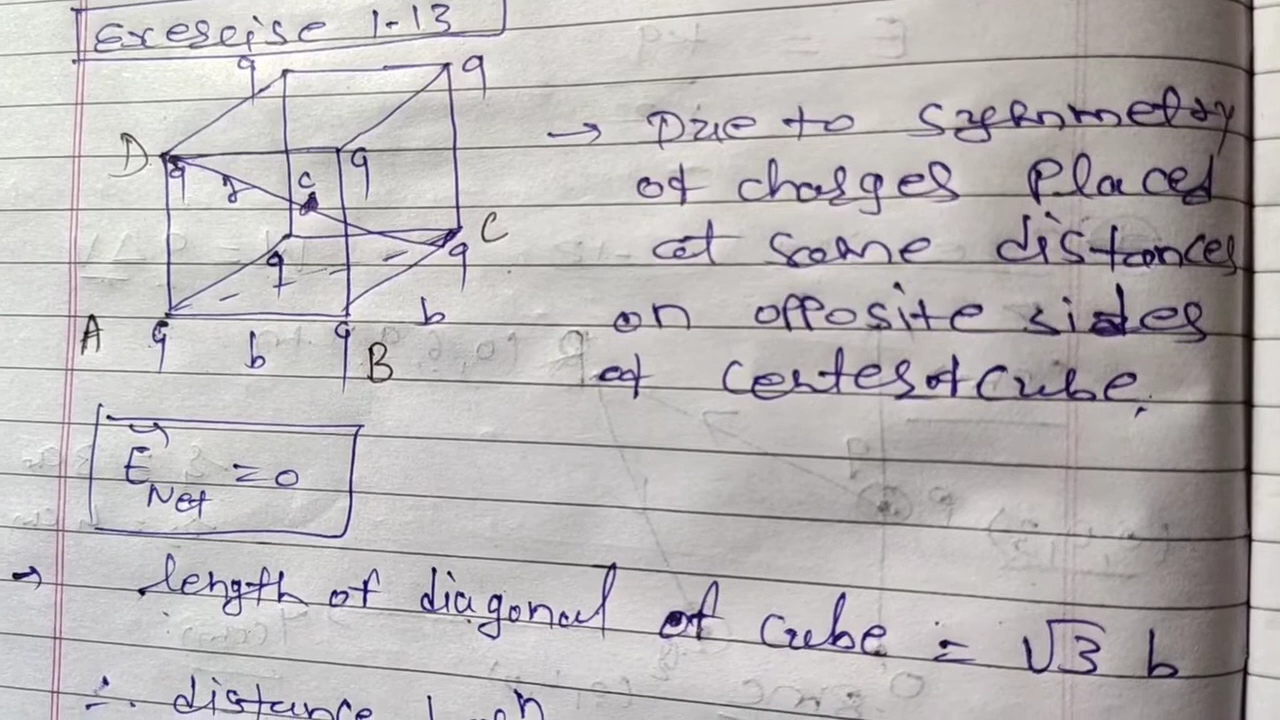 Exercise 1.13
q q
D q r c q
q q C
A q b q B b
→ Due to symmetry
of charges placed
at same distances
on opposite sides
of center of cube.
E Net = 0
→ length of diagonal of cube = √3 b
∴ distance